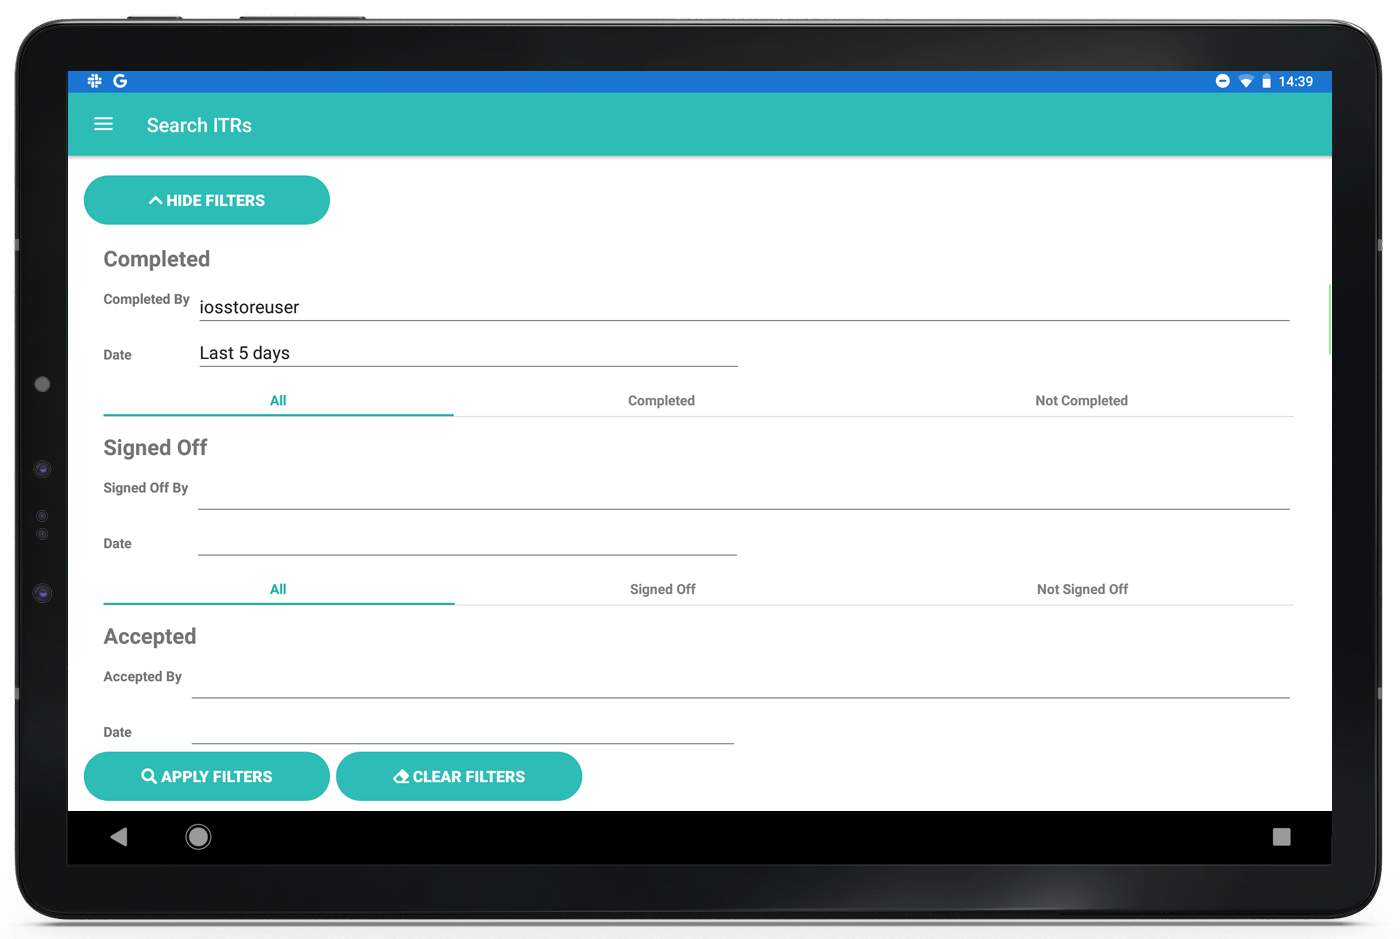 14:39
Search ITRs
HIDE FILTERS
Completed
Completed By iosstoreuser
Date Last 5 days
All Completed Not Completed
Signed Off
Signed Off By
Date
All Signed Off Not Signed Off
Accepted
Accepted By
Date
APPLY FILTERS CLEAR FILTERS